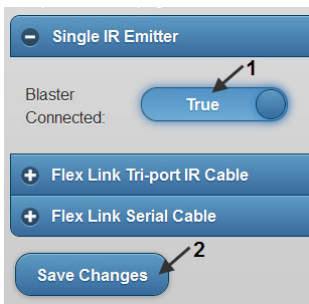 Single IR Emitter
1
Blaster
Connected:
True
Flex Link Tri-port IR Cable
Flex Link Serial Cable
2
Save Changes